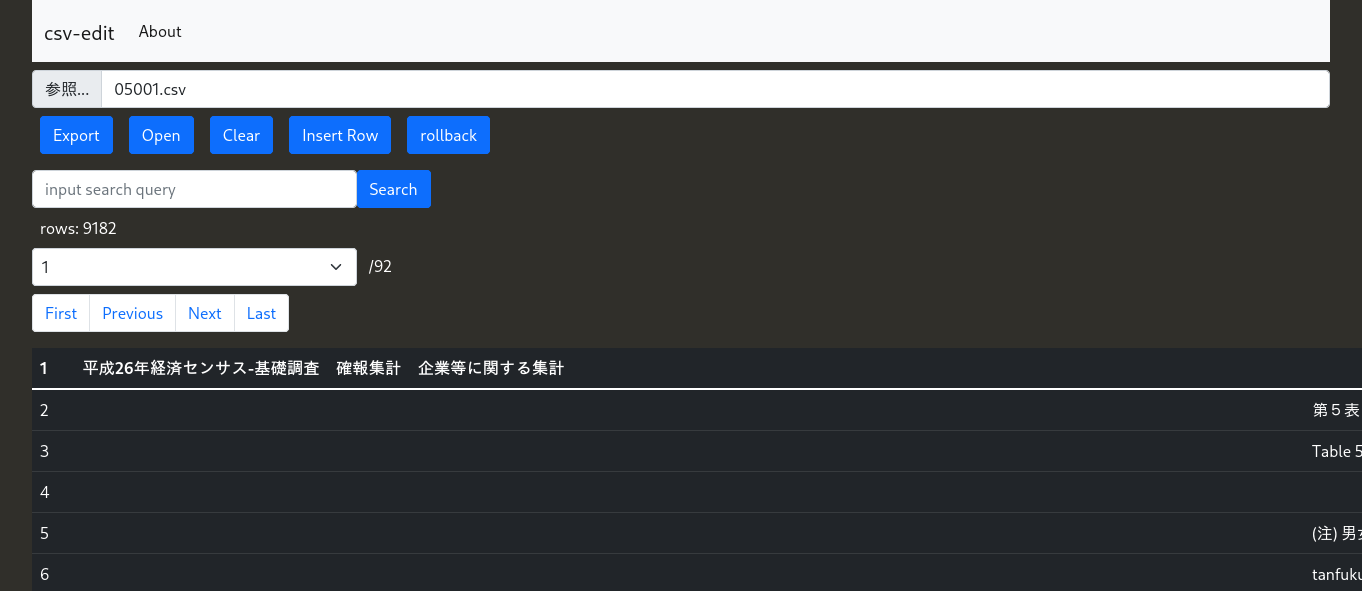 csv-edit About
参照... 05001.csv
Export Open Clear Insert Row rollback
input search query Search
rows: 9182
1 /92
First Previous Next Last
1 平成26年経済センサス‐基礎調査　確報集計　企業等に関する集計
2 第５表
3 Table 5
4
5 (注) 男
6 tanfuku